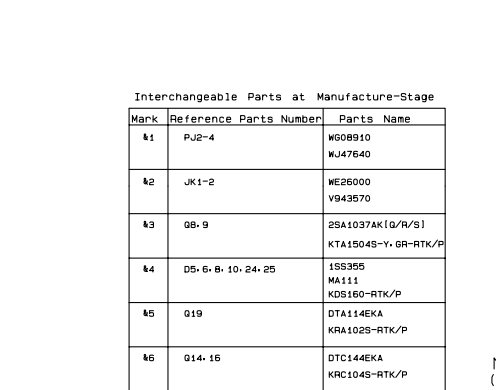 Interchangeable Parts at Manufacture-Stage
Mark Reference Parts Number Parts Name
&1 PJ2-4 WG08910
WJ47640
&2 JK1-2 WE26000
V943570
&3 Q8,9 2SA1037AK[Q/R/S]
KTA1504S-Y,GR-RTK/P
&4 D5,6,8,10,24,25 1SS355
MA111
KDS160-RTK/P
&5 Q19 DTA114EKA
KRA102S-RTK/P
&6 Q14,16 DTC144EKA
KRC104S-RTK/P